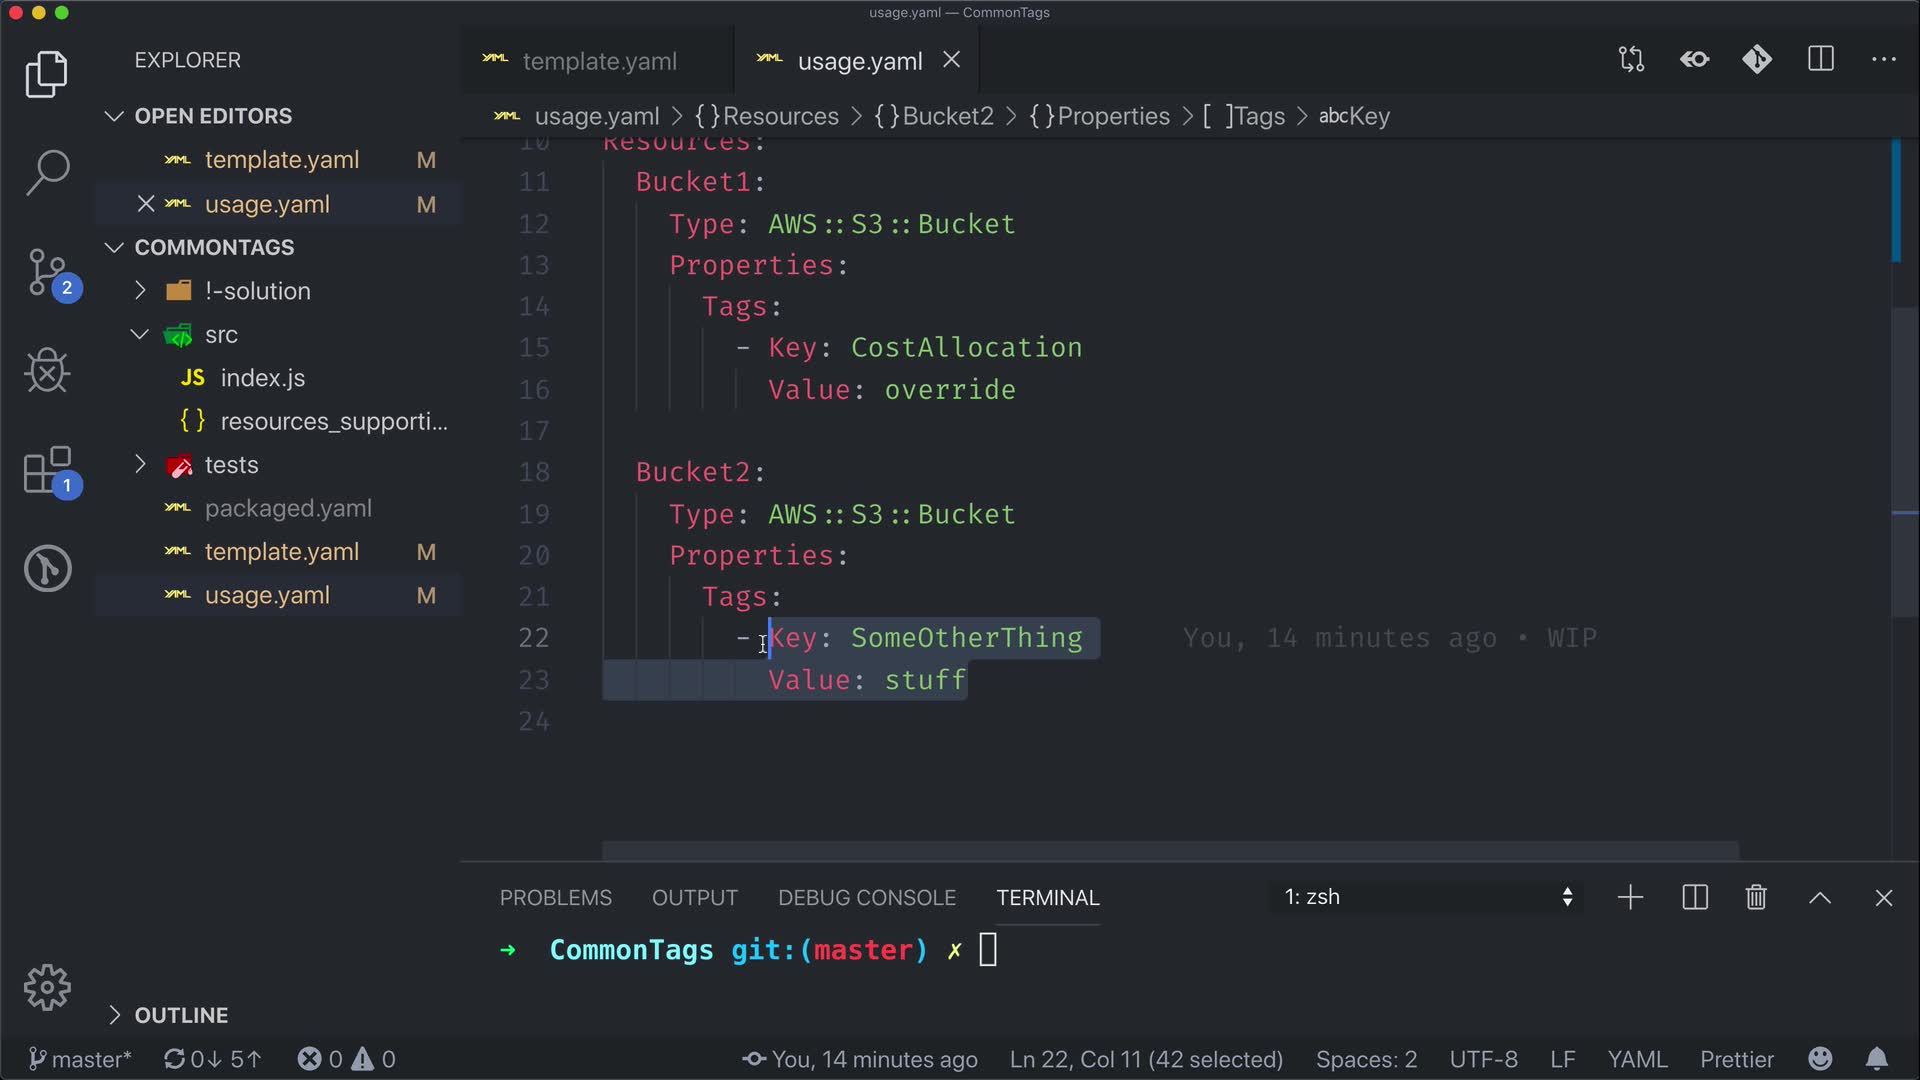 usage.yaml — CommonTags
EXPLORER
OPEN EDITORS
template.yaml M
usage.yaml M
COMMONTAGS
!-solution
src
JS index.js
{ } resources_supporti...
tests
packaged.yaml
template.yaml M
usage.yaml M
OUTLINE
2
1
template.yaml
usage.yaml
usage.yaml > {}Resources > {}Bucket2 > {}Properties > [ ]Tags > abcKey
10 Resources:
11 Bucket1:
12 Type: AWS::S3::Bucket
13 Properties:
14 Tags:
15 - Key: CostAllocation
16 Value: override
17
18 Bucket2:
19 Type: AWS::S3::Bucket
20 Properties:
21 Tags:
22 - Key: SomeOtherThing You, 14 minutes ago • WIP
23 Value: stuff
24
PROBLEMS OUTPUT DEBUG CONSOLE TERMINAL 1: zsh
→ CommonTags git:(master) ✗
master* 0↓ 5↑ 0 0 You, 14 minutes ago Ln 22, Col 11 (42 selected) Spaces: 2 UTF-8 LF YAML Prettier